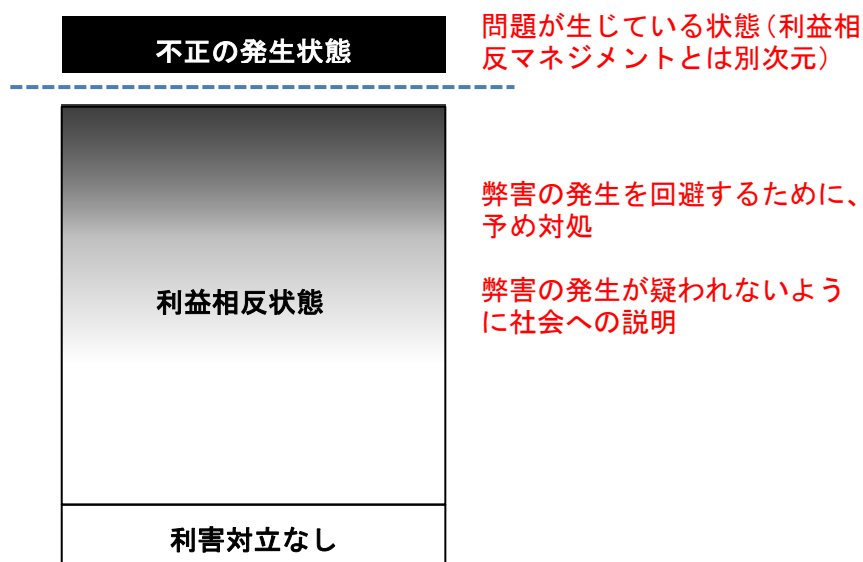 不正の発生状態
問題が生じている状態（利益相
反マネジメントとは別次元）
弊害の発生を回避するために、
予め対処
利益相反状態
弊害の発生が疑われないよう
に社会への説明
利害対立なし